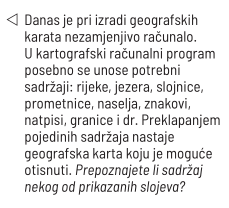 ◁ Danas je pri izradi geografskih
karata nezamjenjivo računalo.
U kartografski računalni program
posebno se unose potrebni
sadržaji: rijeke, jezera, slojnice,
prometnice, naselja, znakovi,
natpisi, granice i dr. Preklapanjem
pojedinih sadržaja nastaje
geografska karta koju je moguće
otisnuti. Prepoznajete li sadržaj
nekog od prikazanih slojeva?